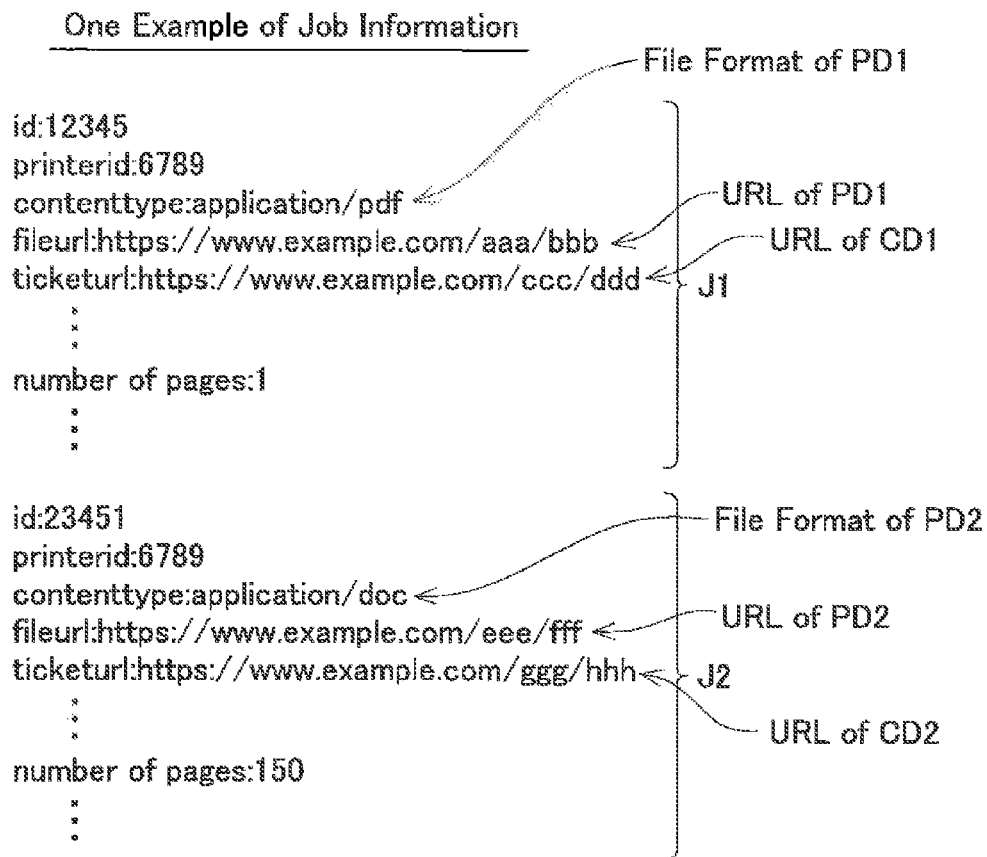 One Example of Job Information
File Format of PD1
id:12345
printerid:6789
contenttype:application/pdf
URL of PD1
fileurl:https://www.example.com/aaa/bbb
URL of CD1
ticketurl:https://www.example.com/ccc/ddd
J1
number of pages:1
id:23451
File Format of PD2
printerid:6789
contenttype:application/doc
URL of PD2
fileurl:https://www.example.com/eee/fff
ticketurl:https://www.example.com/ggg/hhh
J2
URL of CD2
number of pages:150